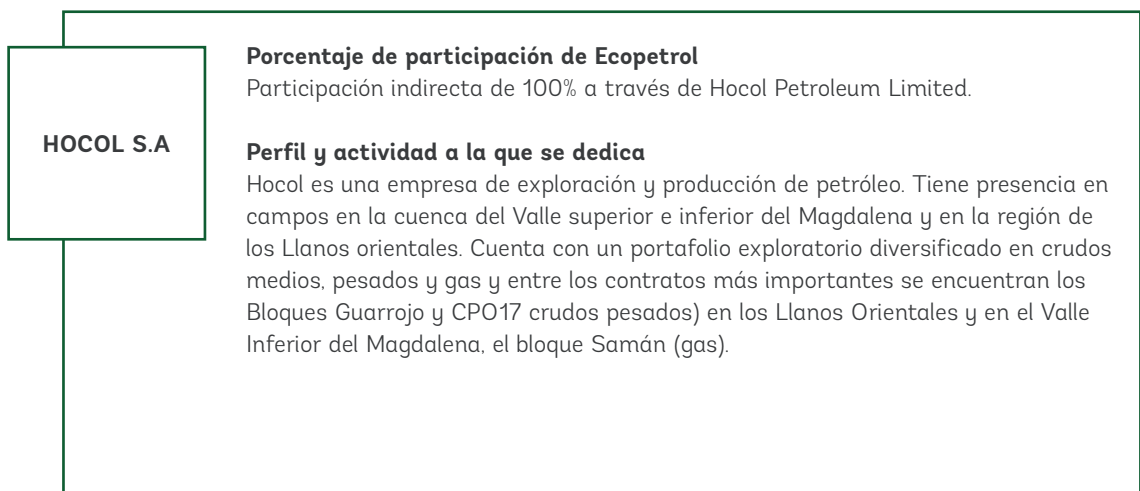 HOCOL S.A
Porcentaje de participación de Ecopetrol
Participación indirecta de 100% a través de Hocol Petroleum Limited.
Perfil y actividad a la que se dedica
Hocol es una empresa de exploración y producción de petróleo. Tiene presencia en
campos en la cuenca del Valle superior e inferior del Magdalena y en la región de
los Llanos orientales. Cuenta con un portafolio exploratorio diversificado en crudos
medios, pesados y gas y entre los contratos más importantes se encuentran los
Bloques Guarrojo y CPO17 crudos pesados) en los Llanos Orientales y en el Valle
Inferior del Magdalena, el bloque Samán (gas).